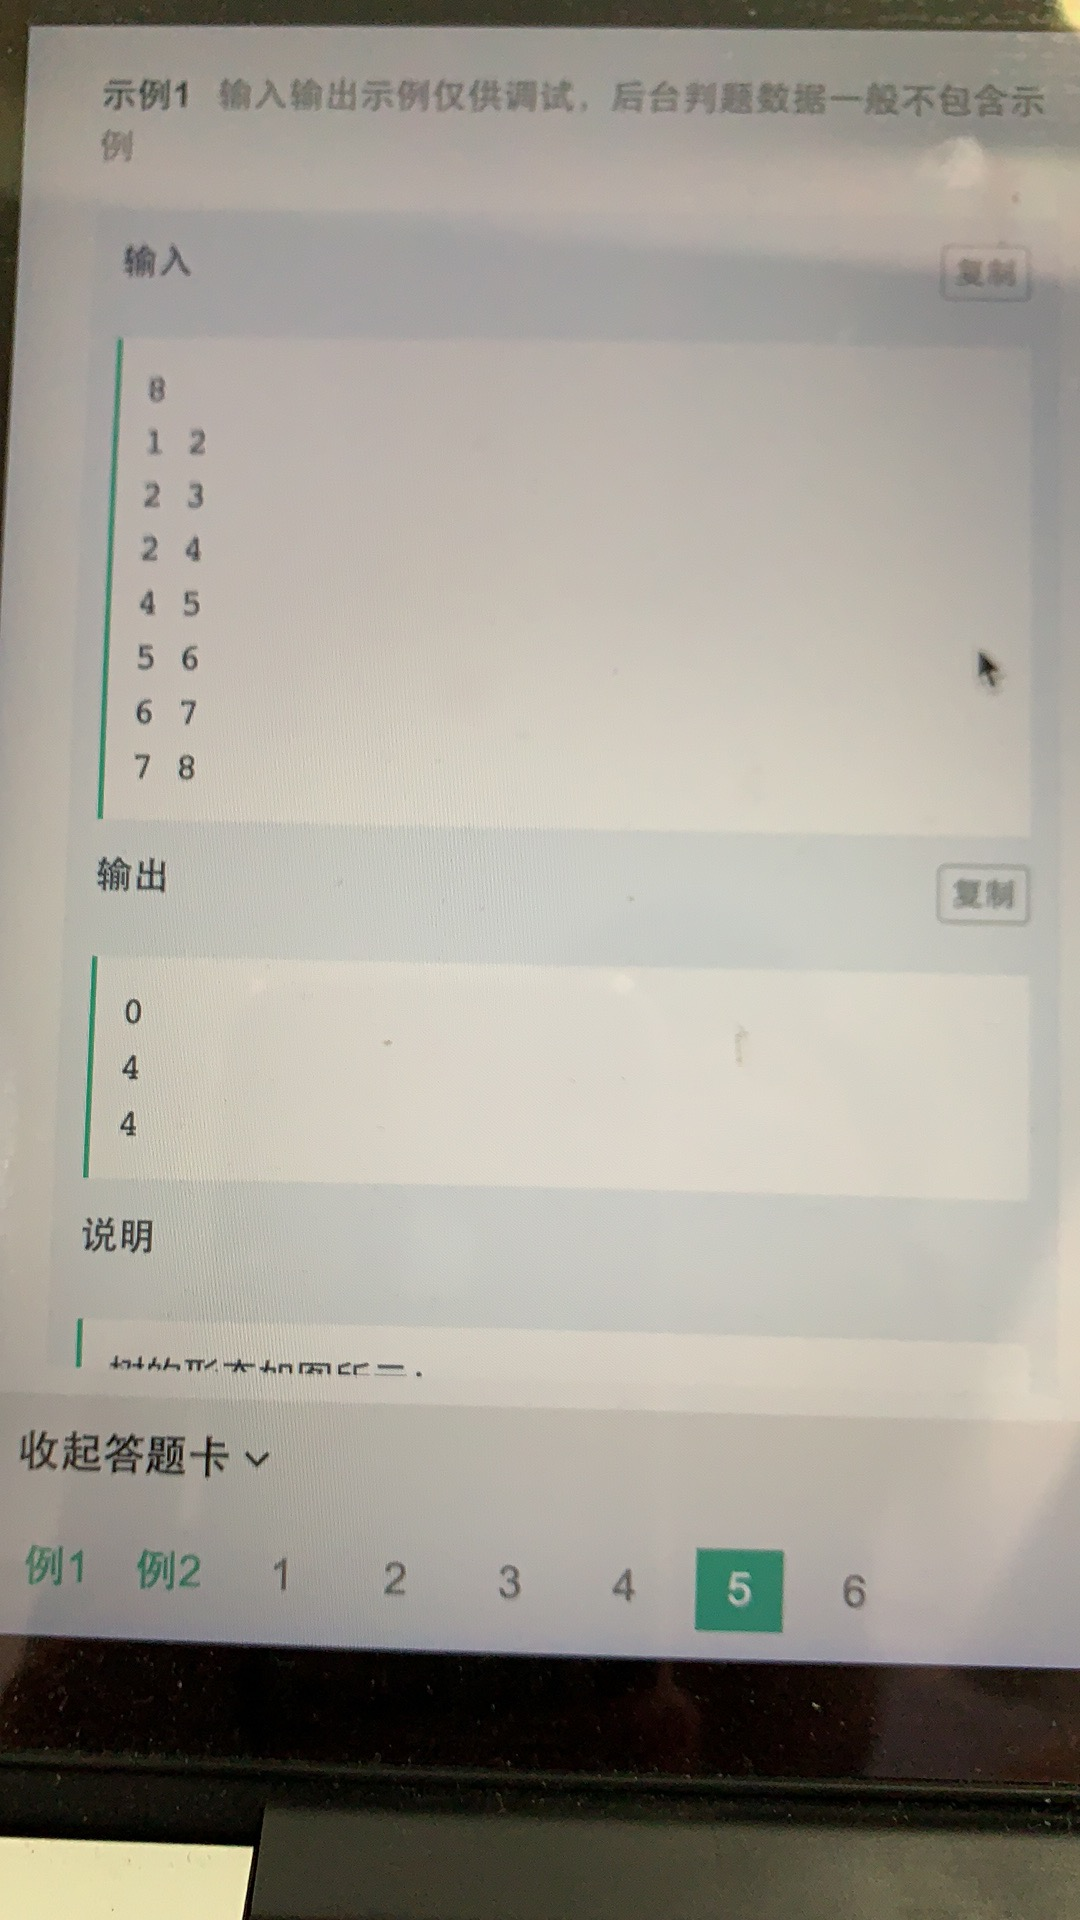 示例1 输入输出示例仅供调试，后台判题数据一般不包含示
例
输入
复制
8
1 2
2 3
2 4
4 5
5 6
6 7
7 8
输出
复制
0
4
4
说明
收起答题卡
例1 例2 1 2 3 4 5 6